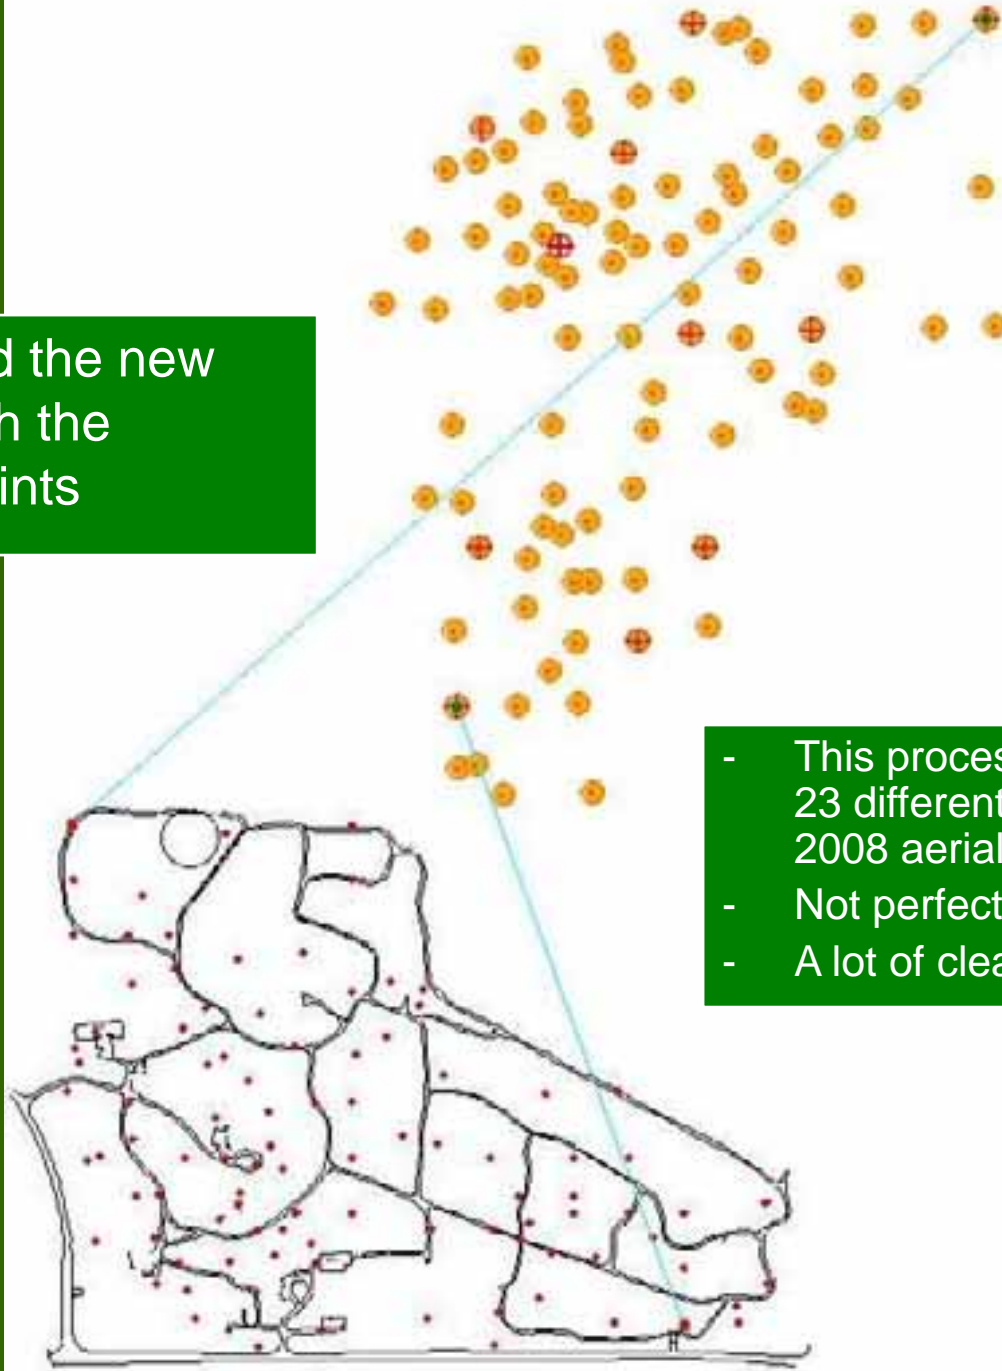 d the new
h the
ints
- This proces
23 different
2008 aerial
- Not perfect
- A lot of clea